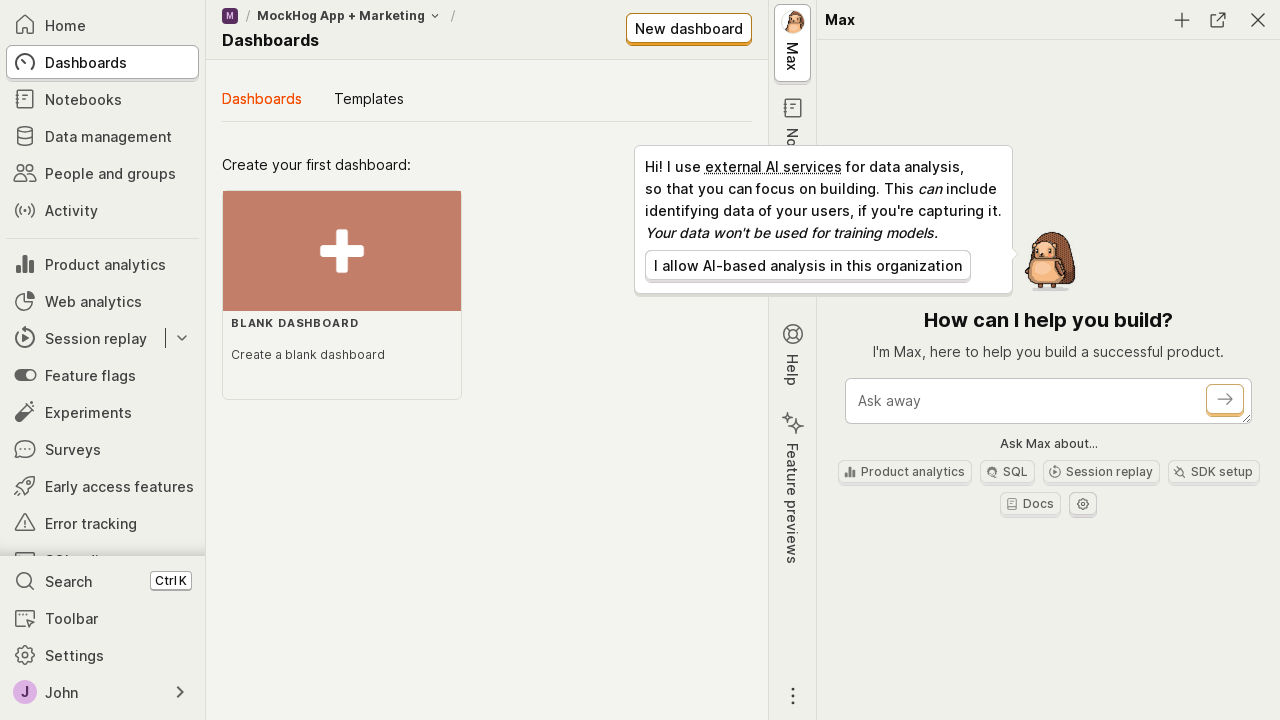 Home
Dashboards
Notebooks
Data management
People and groups
Activity
Product analytics
Web analytics
Session replay
Feature flags
Experiments
Surveys
Early access features
Error tracking
Search Ctrl K
Toolbar
Settings
J John
M / MockHog App + Marketing /
Dashboards
New dashboard
Dashboards Templates
Create your first dashboard:
BLANK DASHBOARD
Create a blank dashboard
Max
No
Help
Feature previews
Max
Hi! I use external AI services for data analysis,
so that you can focus on building. This can include
identifying data of your users, if you're capturing it.
Your data won't be used for training models.
I allow AI-based analysis in this organization
How can I help you build?
I'm Max, here to help you build a successful product.
Ask away
Ask Max about...
Product analytics SQL Session replay SDK setup
Docs